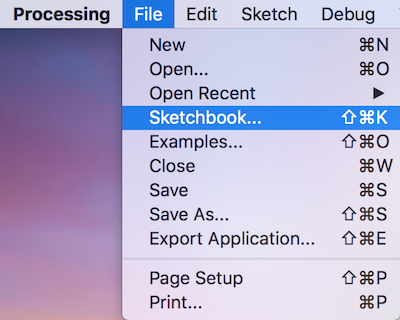 Processing File Edit Sketch Debug
New ⌘N
Open... ⌘O
Open Recent ▶
Sketchbook... ⇧⌘K
Examples... ⇧⌘O
Close ⌘W
Save ⌘S
Save As... ⇧⌘S
Export Application... ⇧⌘E
Page Setup ⇧⌘P
Print... ⌘P